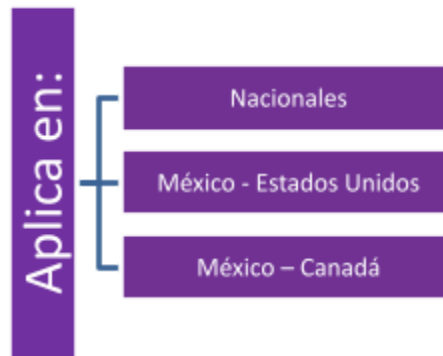 Aplica en:
Nacionales
México - Estados Unidos
México – Canadá